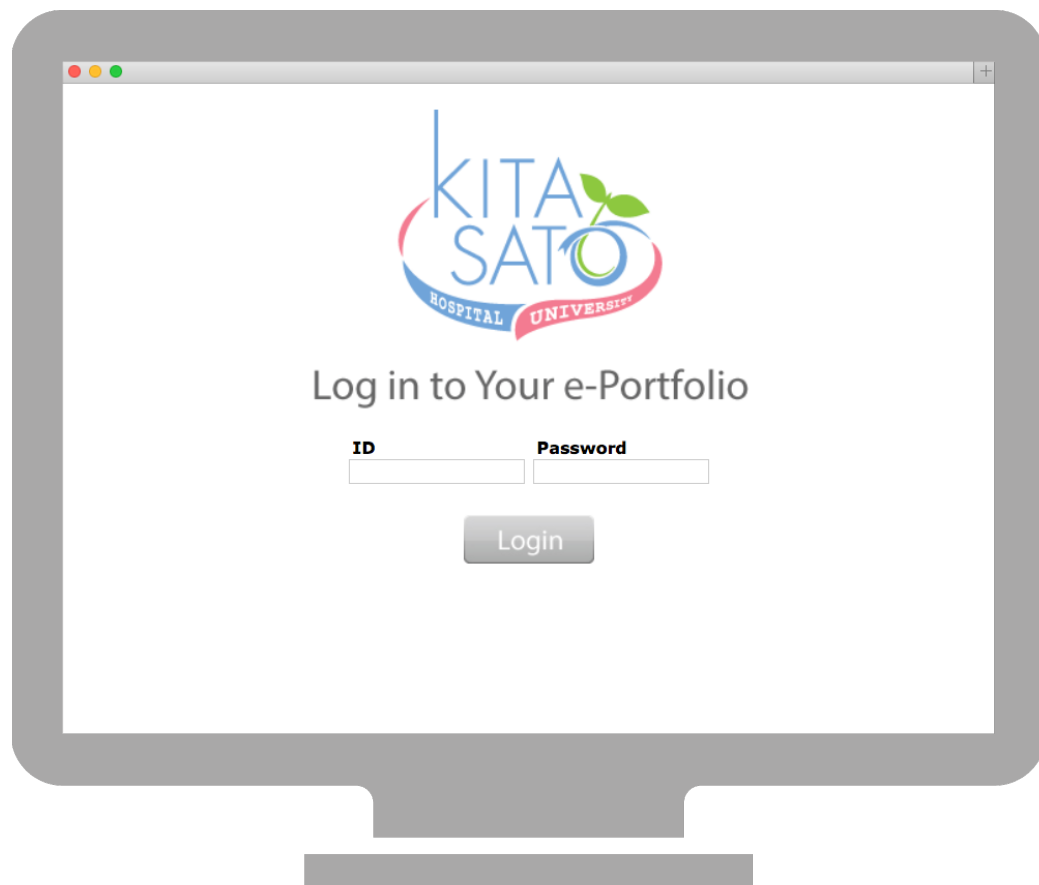 KITA
SATO
HOSPITAL UNIVERSITY
Log in to Your e-Portfolio
ID Password
Login